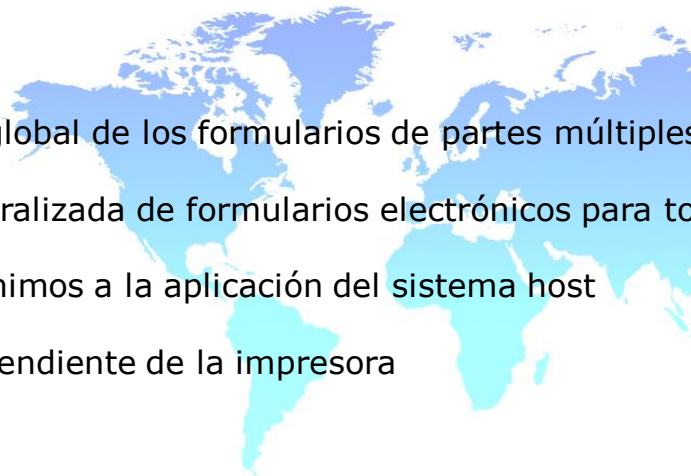 global de los formularios de partes múltiples
ralizada de formularios electrónicos para to
nimos a la aplicación del sistema host
endiente de la impresora